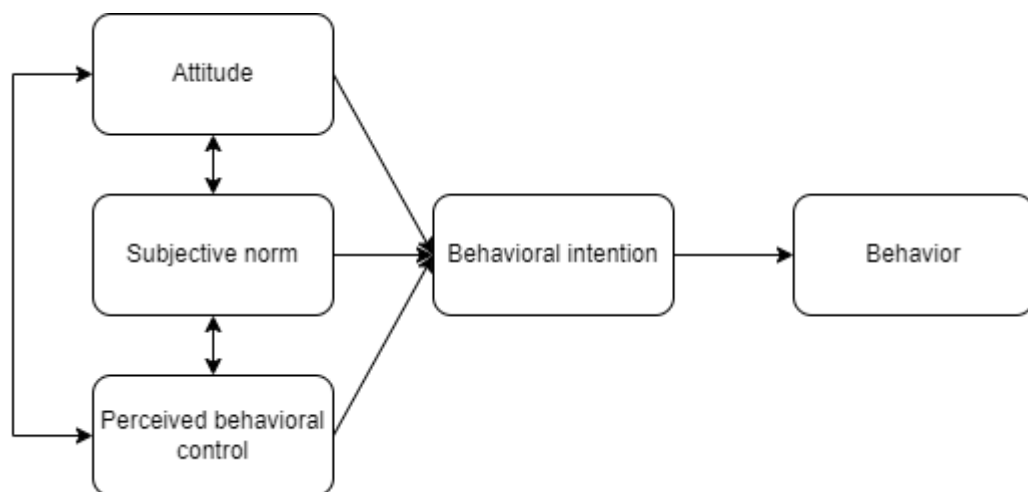 Attitude
Subjective norm
Behavioral intention
Behavior
Perceived behavioral
control